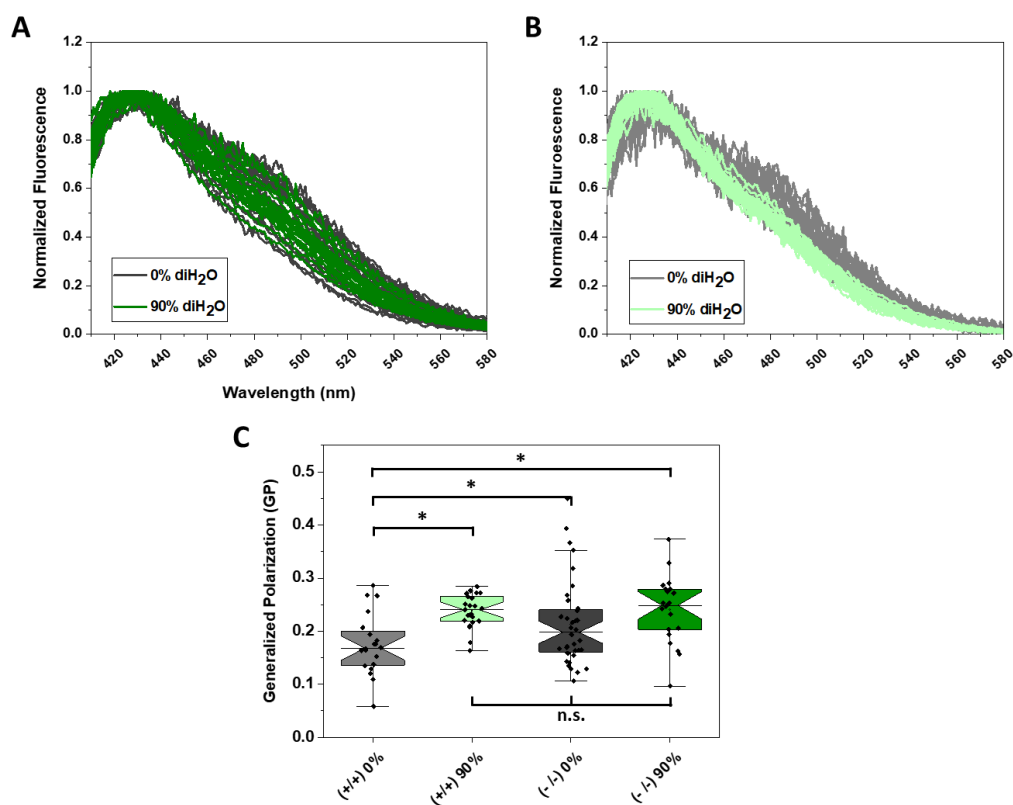 A
B
1.2
1.0
0.8
0.6
0.4
0.2
0.0
Normalized Fluorescence
0% diH₂O
90% diH₂O
420 440 460 480 500 520 540 560 580
Wavelength (nm)
1.2
1.0
0.8
0.6
0.4
0.2
0.0
Normalized Fluroescence
0% diH₂O
90% diH₂O
420 440 460 480 500 520 540 560 580
C
0.5
0.4
0.3
0.2
0.1
0.0
Generalized Polarization (GP)
*
*
*
n.s.
(+/+) 0%
(+/+) 90%
(-/-) 0%
(-/-) 90%